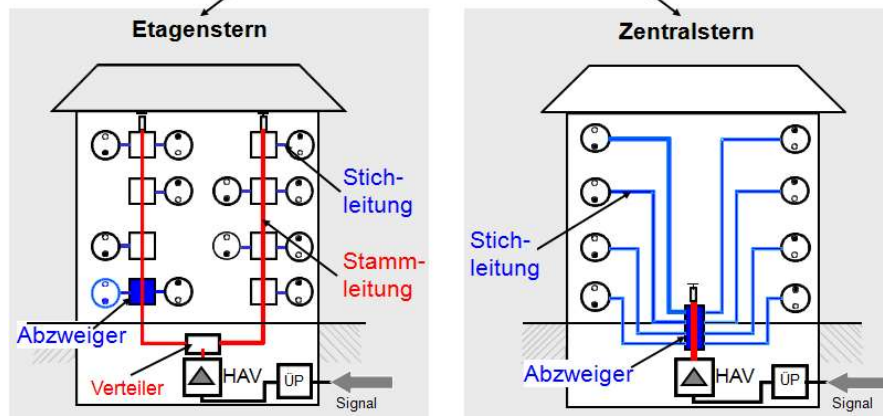 Etagenstern
Stich-
leitung
Stamm-
leitung
Abzweiger
Verteiler
HAV
ÜP
Signal
Zentralstern
Stich-
leitung
Abzweiger
HAV
ÜP
Signal